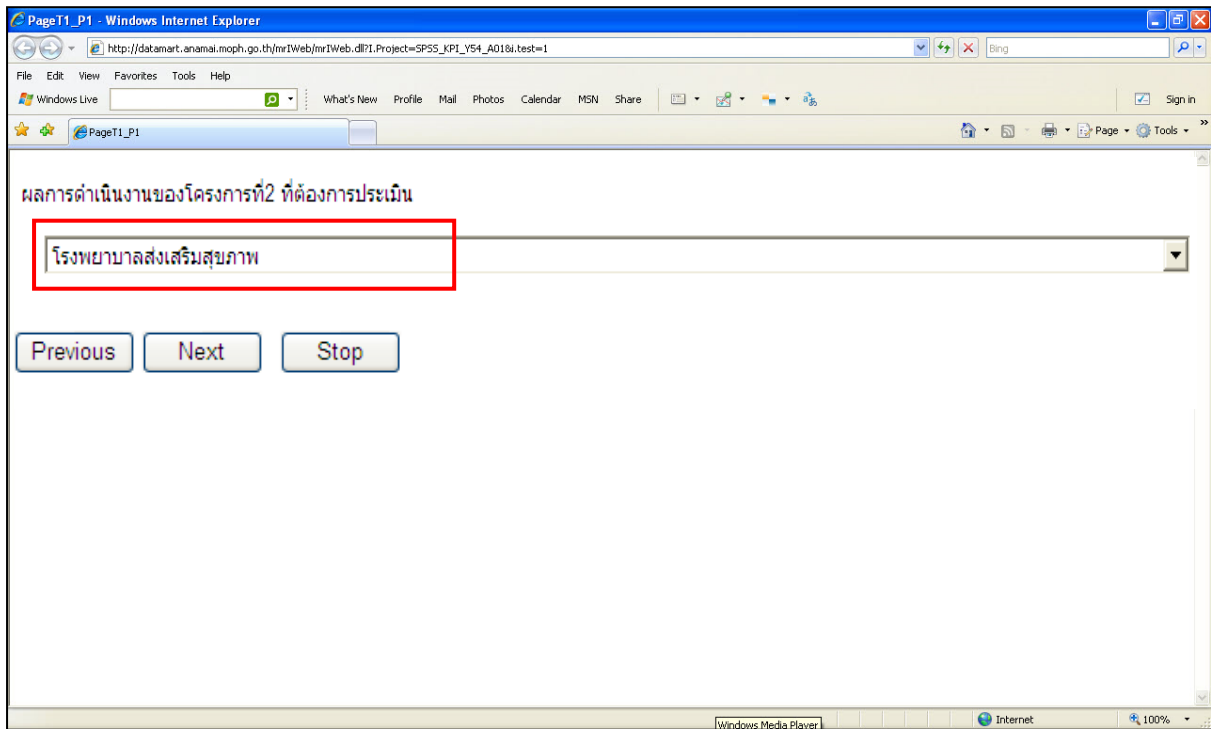 PageT1_P1 - Windows Internet Explorer
http://datamart.anamai.moph.go.th/mrIWeb/mrIWeb.dll?I.Project=SPSS_KPI_Y54_A01&i.test=1 Bing
File Edit View Favorites Tools Help
Windows Live What's New Profile Mail Photos Calendar MSN Share Sign in
PageT1_P1 Page Tools
ผลการดำเนินงานของโครงการที่2 ที่ต้องการประเมิน
โรงพยาบาลส่งเสริมสุขภาพ
Previous Next Stop
Windows Media Player Internet 100%